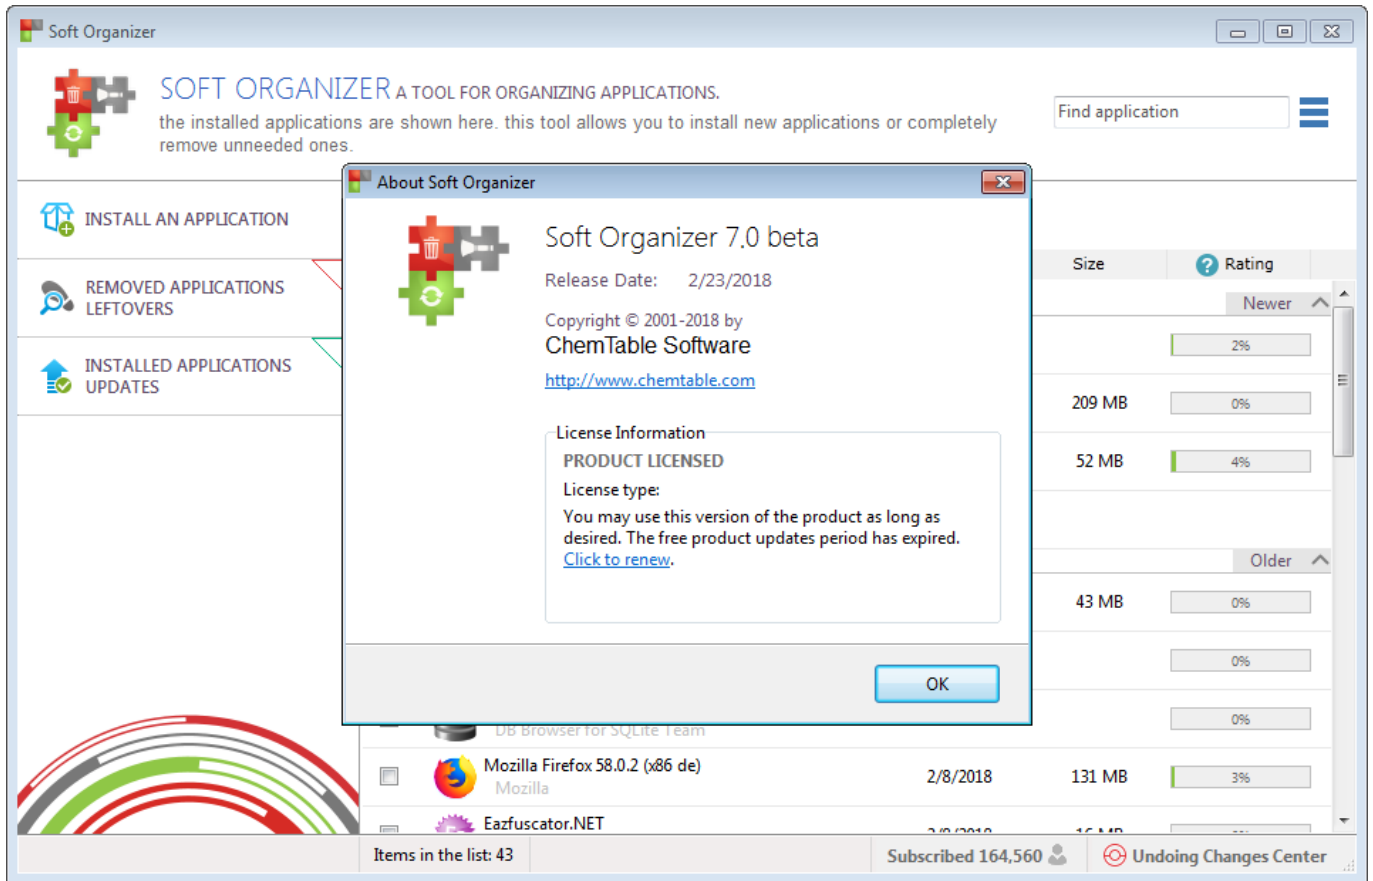 Soft Organizer
SOFT ORGANIZER A TOOL FOR ORGANIZING APPLICATIONS.
the installed applications are shown here. this tool allows you to install new applications or completely
remove unneeded ones.
Find application
INSTALL AN APPLICATION
REMOVED APPLICATIONS
LEFTOVERS
INSTALLED APPLICATIONS
UPDATES
About Soft Organizer
Soft Organizer 7.0 beta
Release Date: 2/23/2018
Copyright © 2001-2018 by
ChemTable Software
http://www.chemtable.com
License Information
PRODUCT LICENSED
License type:
You may use this version of the product as long as
desired. The free product updates period has expired.
Click to renew.
OK
Size Rating
Newer
2%
209 MB 0%
52 MB 4%
Older
43 MB 0%
0%
0%
DB Browser for SQLite Team
Mozilla Firefox 58.0.2 (x86 de)
Mozilla
2/8/2018 131 MB 3%
Eazfuscator.NET
Items in the list: 43
Subscribed 164,560
Undoing Changes Center